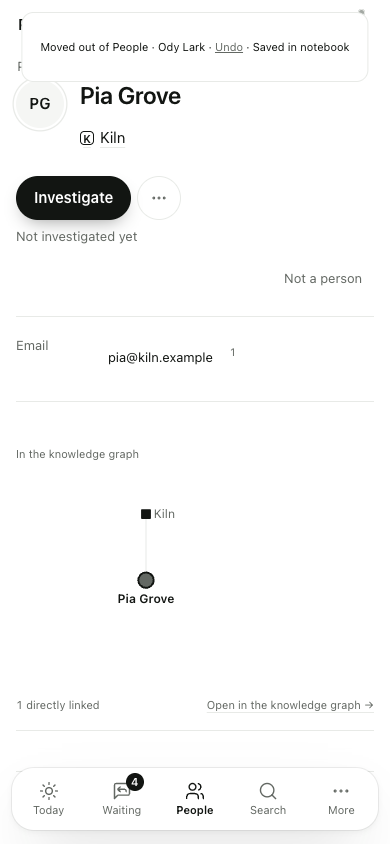 Moved out of People · Ody Lark · Undo · Saved in notebook
PG
Pia Grove
K Kiln
Investigate
Not investigated yet
Not a person
Email
pia@kiln.example 1
In the knowledge graph
Kiln
Pia Grove
1 directly linked
Open in the knowledge graph →
4
Today
Waiting
People
Search
More